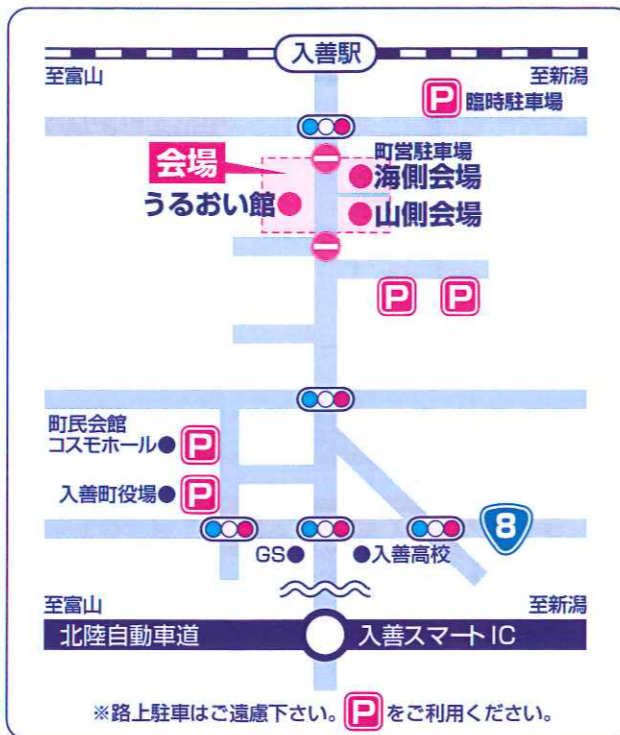 入善駅
至富山
至新潟
P 臨時駐車場
町営駐車場
会場
海側会場
うるおい館
山側会場
P P
町民会館
コスモホール P
入善町役場 P
8
GS
入善高校
至富山
至新潟
北陸自動車道
入善スマートIC
※路上駐車はご遠慮下さい。Pをご利用ください。